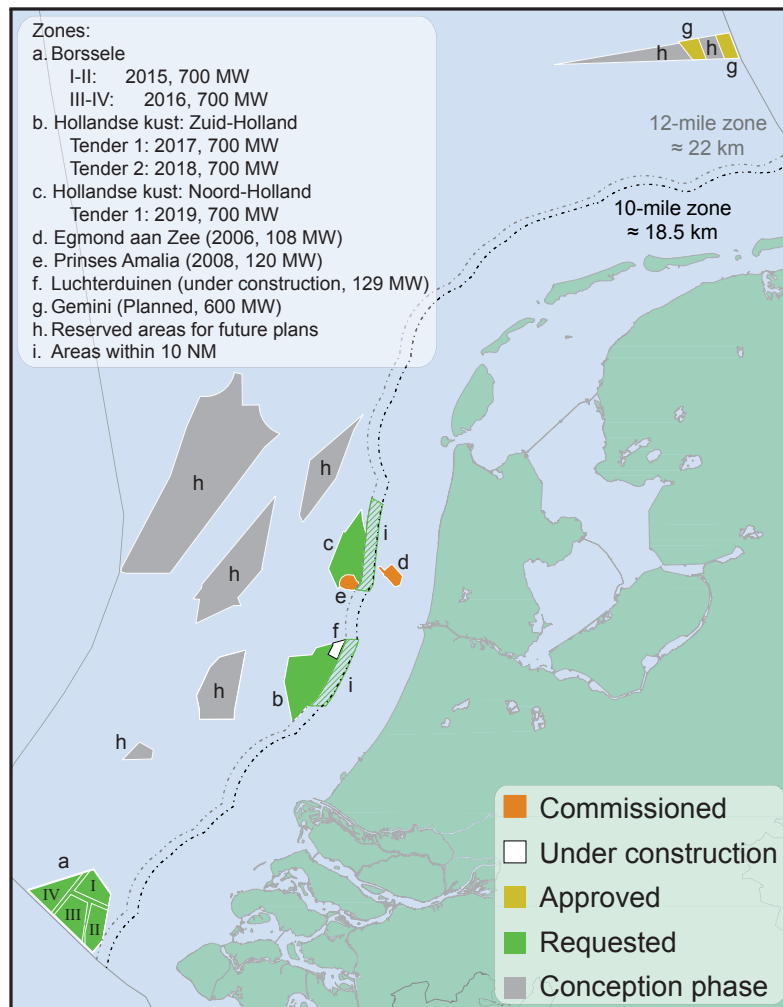 Zones:
a. Borssele
I-II: 2015, 700 MW
III-IV: 2016, 700 MW
b. Hollandse kust: Zuid-Holland
Tender 1: 2017, 700 MW
Tender 2: 2018, 700 MW
c. Hollandse kust: Noord-Holland
Tender 1: 2019, 700 MW
d. Egmond aan Zee (2006, 108 MW)
e. Prinses Amalia (2008, 120 MW)
f. Luchterduinen (under construction, 129 MW)
g. Gemini (Planned, 600 MW)
h. Reserved areas for future plans
i. Areas within 10 NM
g
h
h
g
12-mile zone
≈ 22 km
10-mile zone
≈ 18.5 km
h
h
h
c
i
d
e
f
h
b
i
h
a
IV
I
III
II
Commissioned
Under construction
Approved
Requested
Conception phase